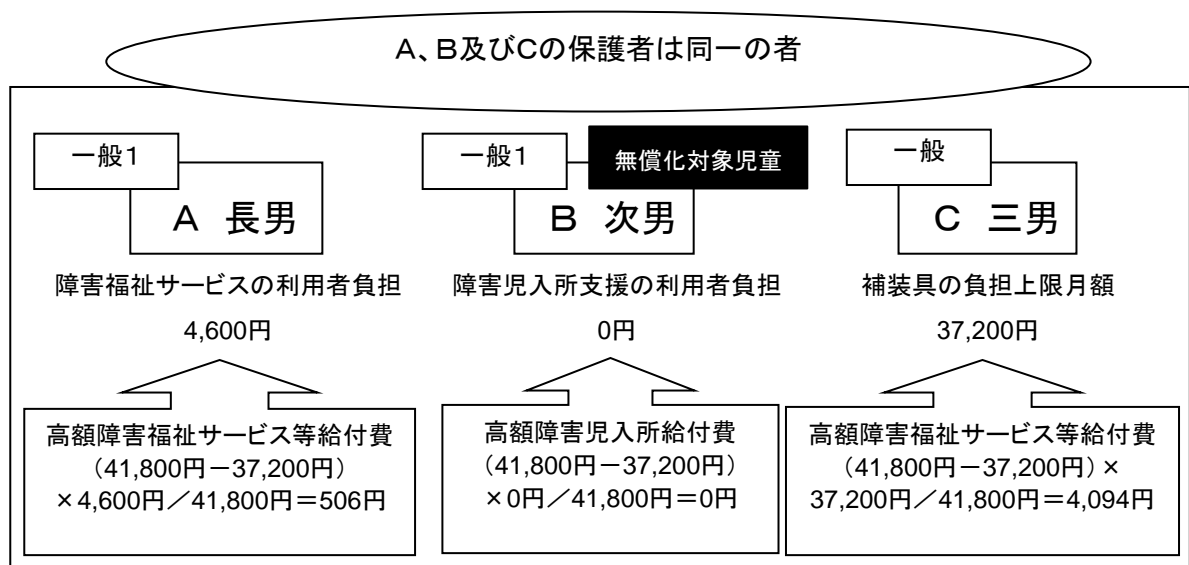 A、B及びCの保護者は同一の者
一般1
A 長男
障害福祉サービスの利用者負担
4,600円
高額障害福祉サービス等給付費
(41,800円－37,200円)
×4,600円／41,800円＝506円
一般1
無償化対象児童
B 次男
障害児入所支援の利用者負担
0円
高額障害児入所給付費
(41,800円－37,200円)
×0円／41,800円＝0円
一般
C 三男
補装具の負担上限月額
37,200円
高額障害福祉サービス等給付費
(41,800円－37,200円)×
37,200円／41,800円＝4,094円